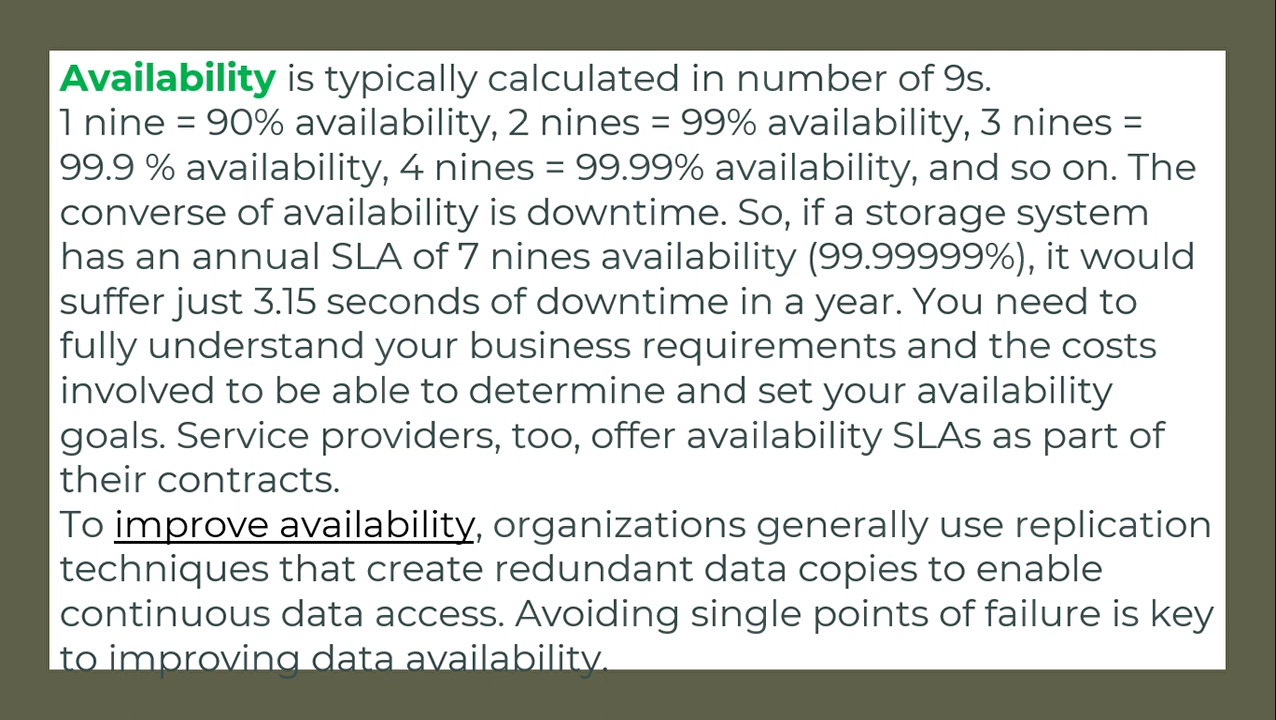 Availability is typically calculated in number of 9s.
1 nine = 90% availability, 2 nines = 99% availability, 3 nines =
99.9 % availability, 4 nines = 99.99% availability, and so on. The
converse of availability is downtime. So, if a storage system
has an annual SLA of 7 nines availability (99.99999%), it would
suffer just 3.15 seconds of downtime in a year. You need to
fully understand your business requirements and the costs
involved to be able to determine and set your availability
goals. Service providers, too, offer availability SLAs as part of
their contracts.
To improve availability, organizations generally use replication
techniques that create redundant data copies to enable
continuous data access. Avoiding single points of failure is key
to improving data availability.